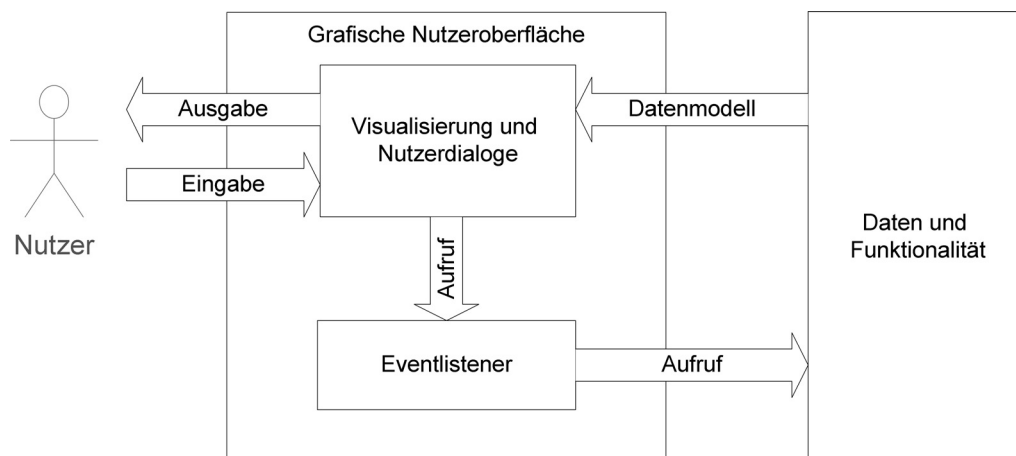 Grafische Nutzeroberfläche
Ausgabe
Visualisierung und
Nutzerdialoge
Datenmodell
Eingabe
Nutzer
Aufruf
Daten und
Funktionalität
Eventlistener
Aufruf